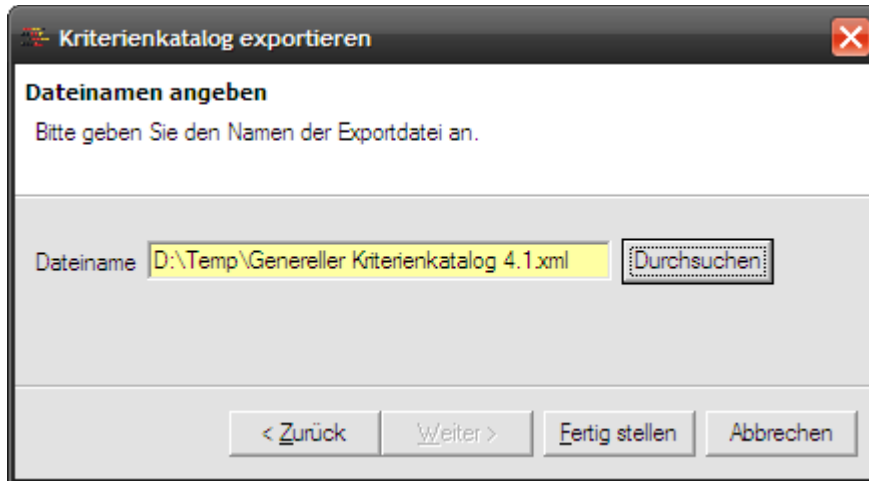 Kriterienkatalog exportieren
Dateinamen angeben
Bitte geben Sie den Namen der Exportdatei an.
Dateiname D:\Temp\Genereller Kriterienkatalog 4.1.xml Durchsuchen
< Zurück Weiter > Fertig stellen Abbrechen